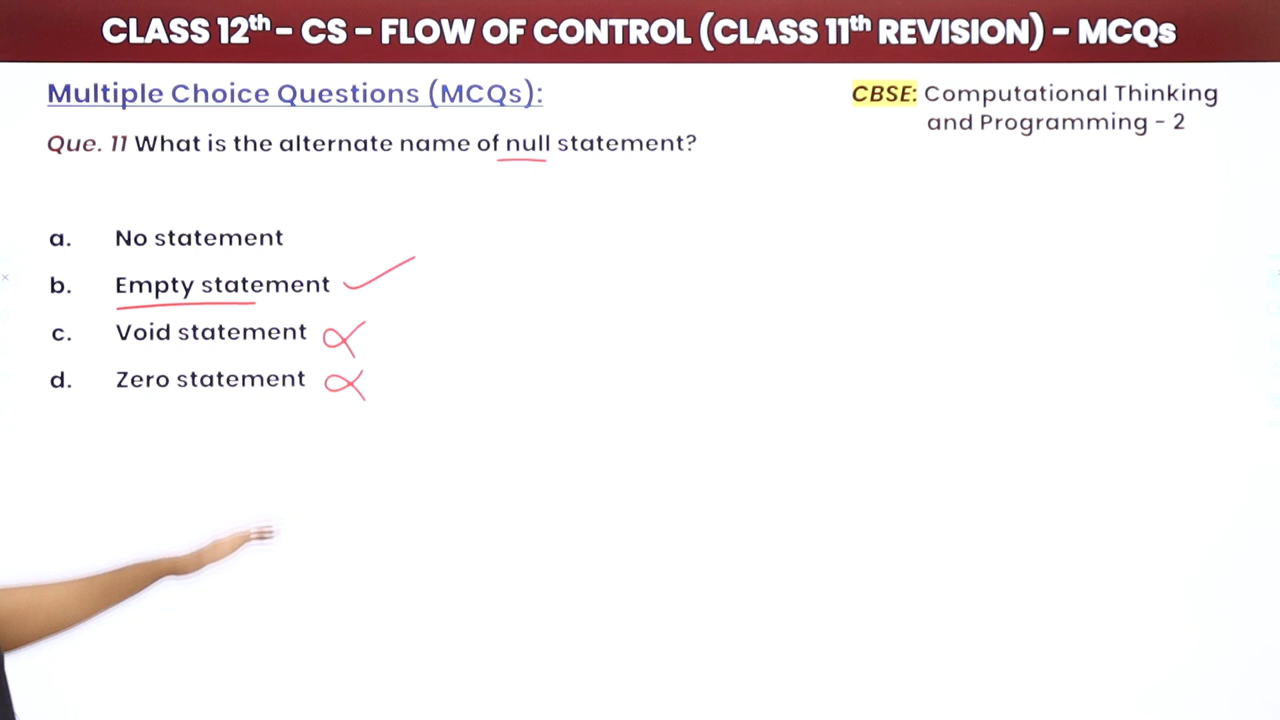 CLASS 12th - CS - FLOW OF CONTROL (CLASS 11th REVISION) - MCQs
Multiple Choice Questions (MCQs):
CBSE: Computational Thinking
and Programming - 2
Que. 11 What is the alternate name of null statement?
a. No statement
b. Empty statement
c. Void statement
d. Zero statement